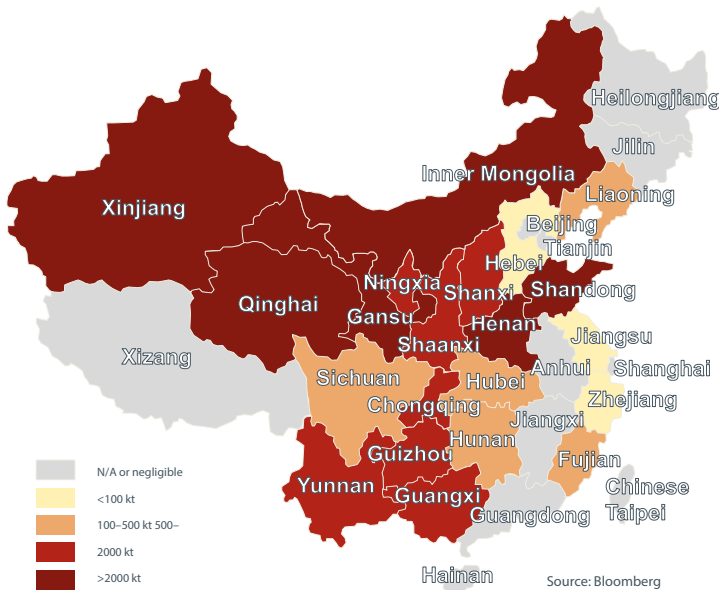 Heilongjiang
Jilin
Inner Mongolia
Liaoning
Xinjiang
Beijing
Tianjin
Hebei
Ningxia
Shanxi
Shandong
Qinghai
Gansu
Henan
Shaanxi
Jiangsu
Xizang
Anhui
Shanghai
Sichuan
Hubei
Zhejiang
Chongqing
Jiangxi
Hunan
Guizhou
Fujian
Yunnan
Guangxi
Chinese
Taipei
Guangdong
Hainan
N/A or negligible
<100 kt
100–500 kt 500–
2000 kt
>2000 kt
Source: Bloomberg